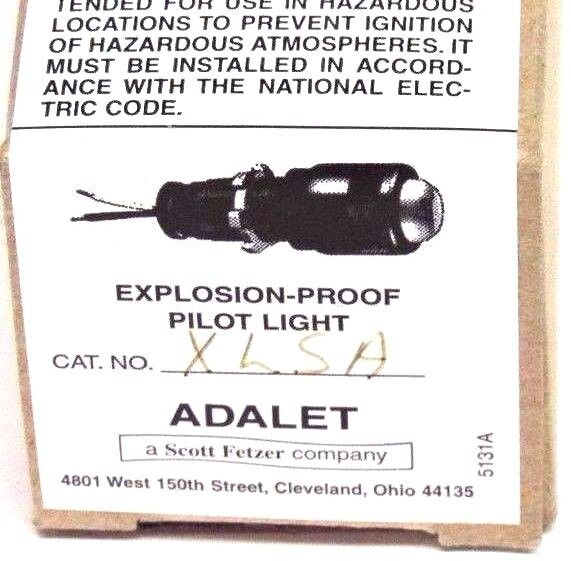 TENDED FOR USE IN HAZARDOUS
LOCATIONS TO PREVENT IGNITION
OF HAZARDOUS ATMOSPHERES. IT
MUST BE INSTALLED IN ACCORD-
ANCE WITH THE NATIONAL ELEC-
TRIC CODE.
EXPLOSION-PROOF
PILOT LIGHT
CAT. NO. XLSA
ADALET
a Scott Fetzer company
4801 West 150th Street, Cleveland, Ohio 44135
5131A